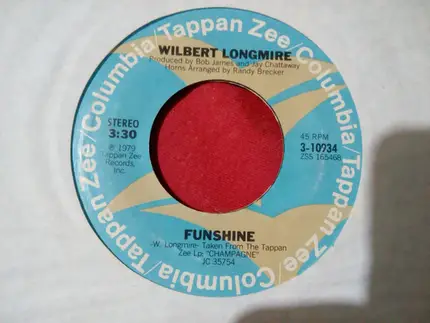 Columbia/Tappan Zee/Columbia/Tappan Zee/Columbia/Tappan Zee/Columbia/Tappan Zee/
WILBERT LONGMIRE
Produced by Bob James and Jay Chattaway
Horns Arranged by Randy Brecker
STEREO
3:30
℗ 1979
Tappan Zee
Records,
Inc.
45 RPM
3-10934
ZSS 165468
FUNSHINE
-W. Longmire- Taken From The Tappan
Zee Lp: "CHAMPAGNE"
JC 35754